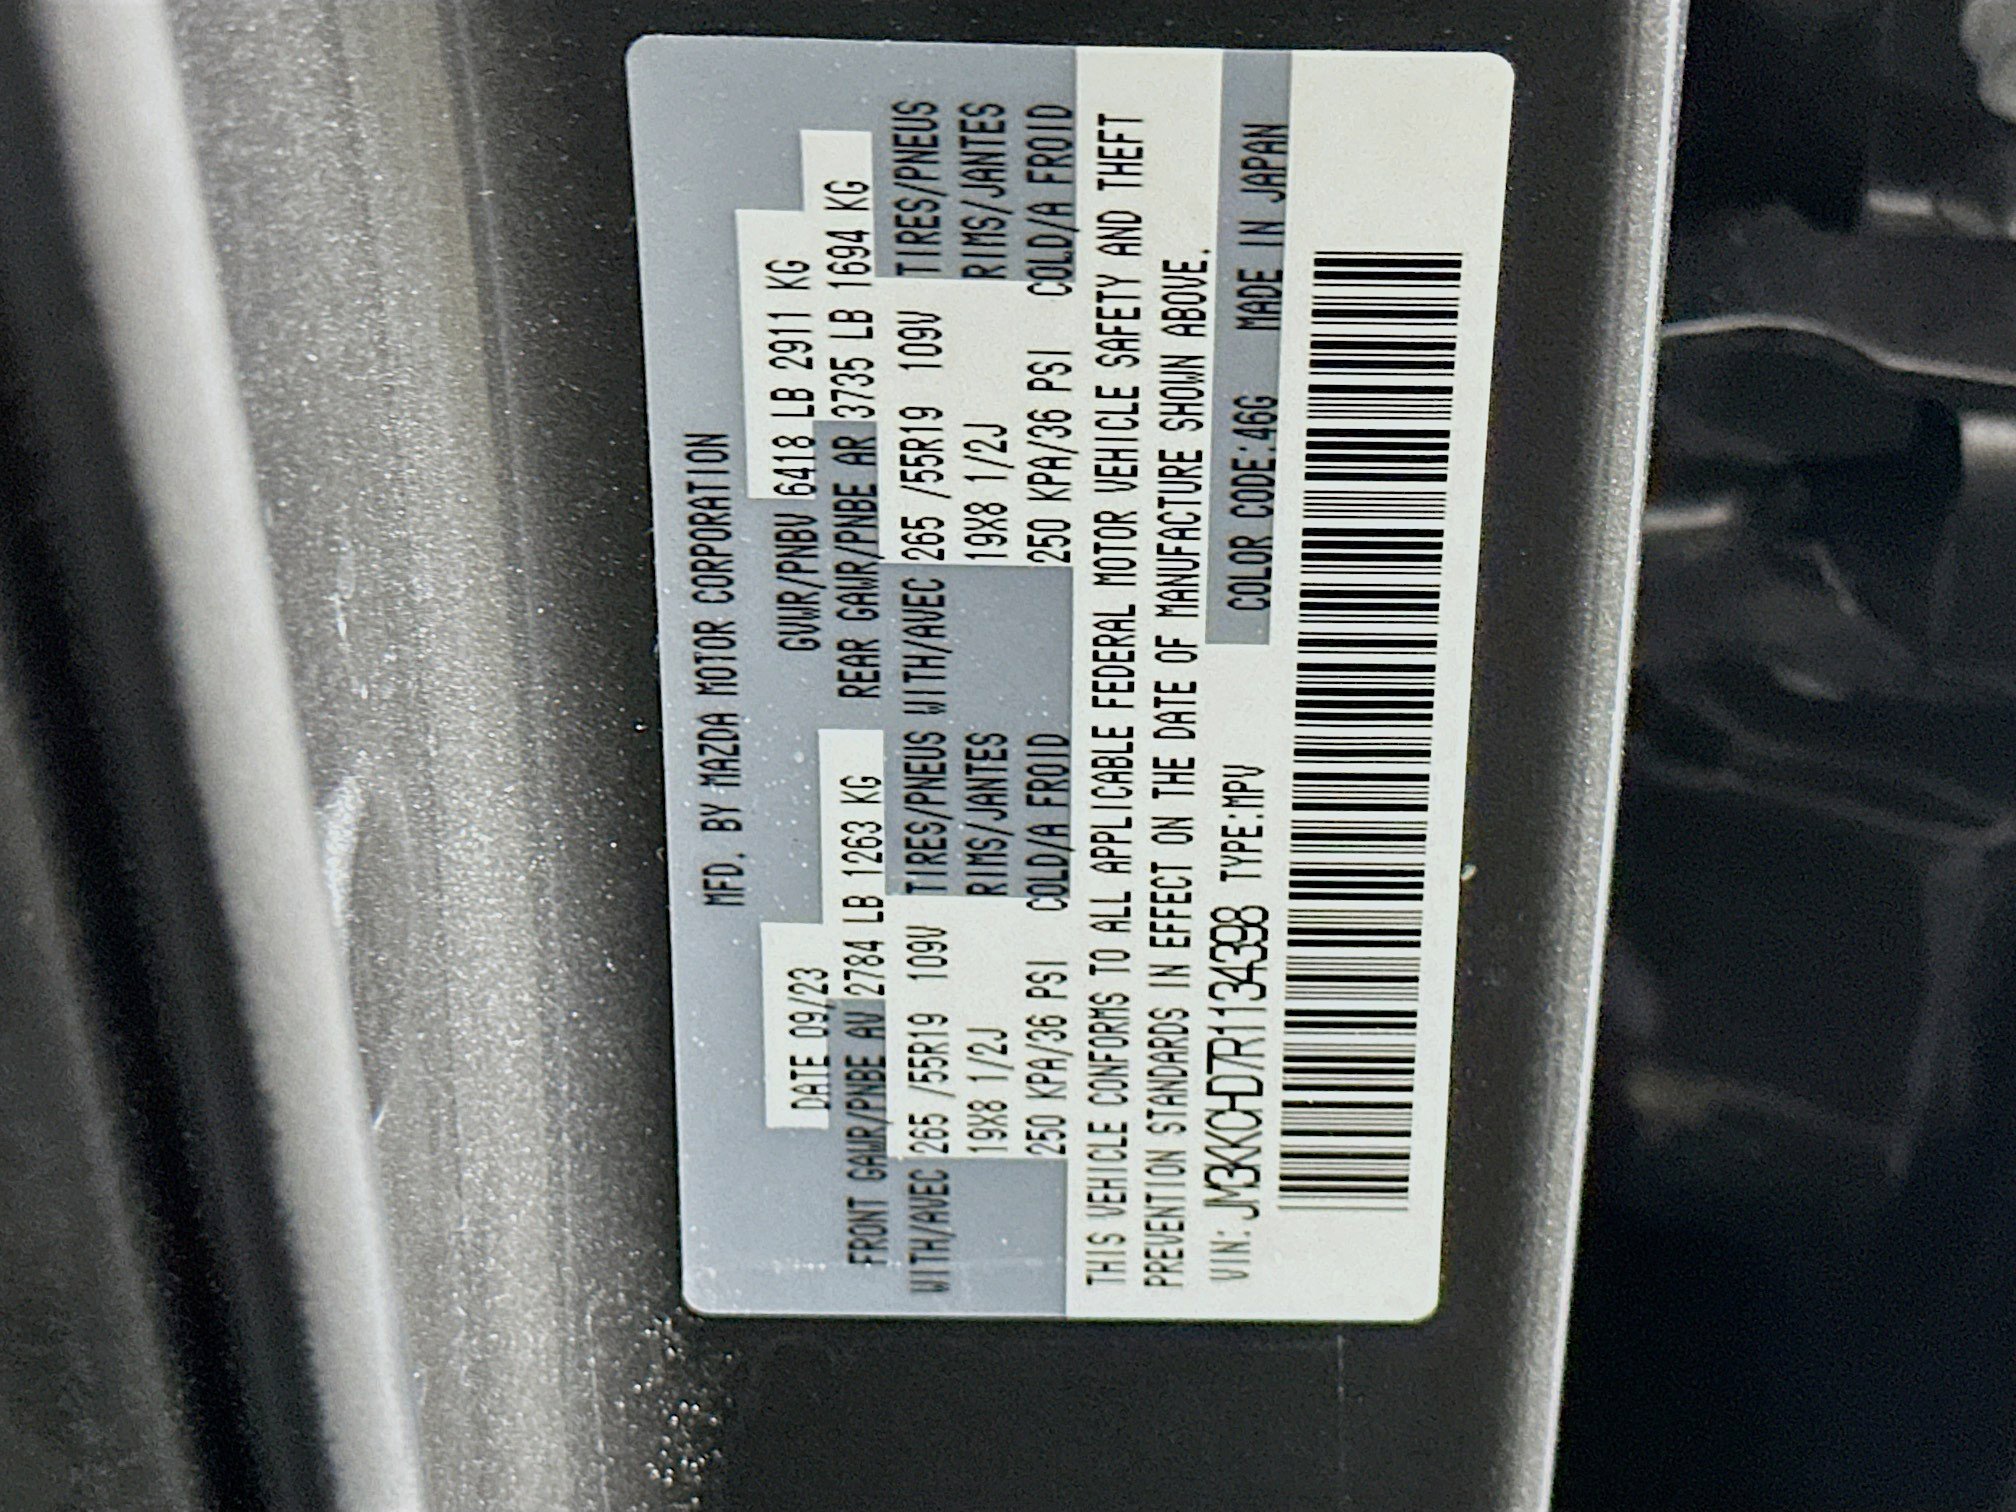 MFD. BY MAZDA MOTOR CORPORATION
DATE 09/23 GVWR/PNBV 6418 LB 2911 KG
FRONT GAWR/PNBE AV 2784 LB 1263 KG REAR GAWR/PNBE AR 3735 LB 1694 KG
WITH/AVEC 265 /55R19 109V TIRES/PNEUS WITH/AVEC 265 /55R19 109V TIRES/PNEUS
19X8 1/2J RIMS/JANTES 19X8 1/2J RIMS/JANTES
250 KPA/36 PSI COLD/A FROID 250 KPA/36 PSI COLD/A FROID
THIS VEHICLE CONFORMS TO ALL APPLICABLE FEDERAL MOTOR VEHICLE SAFETY AND THEFT
PREVENTION STANDARDS IN EFFECT ON THE DATE OF MANUFACTURE SHOWN ABOVE.
VIN: JM3KKCHD7R1134398 TYPE:MPV COLOR CODE:46G MADE IN JAPAN